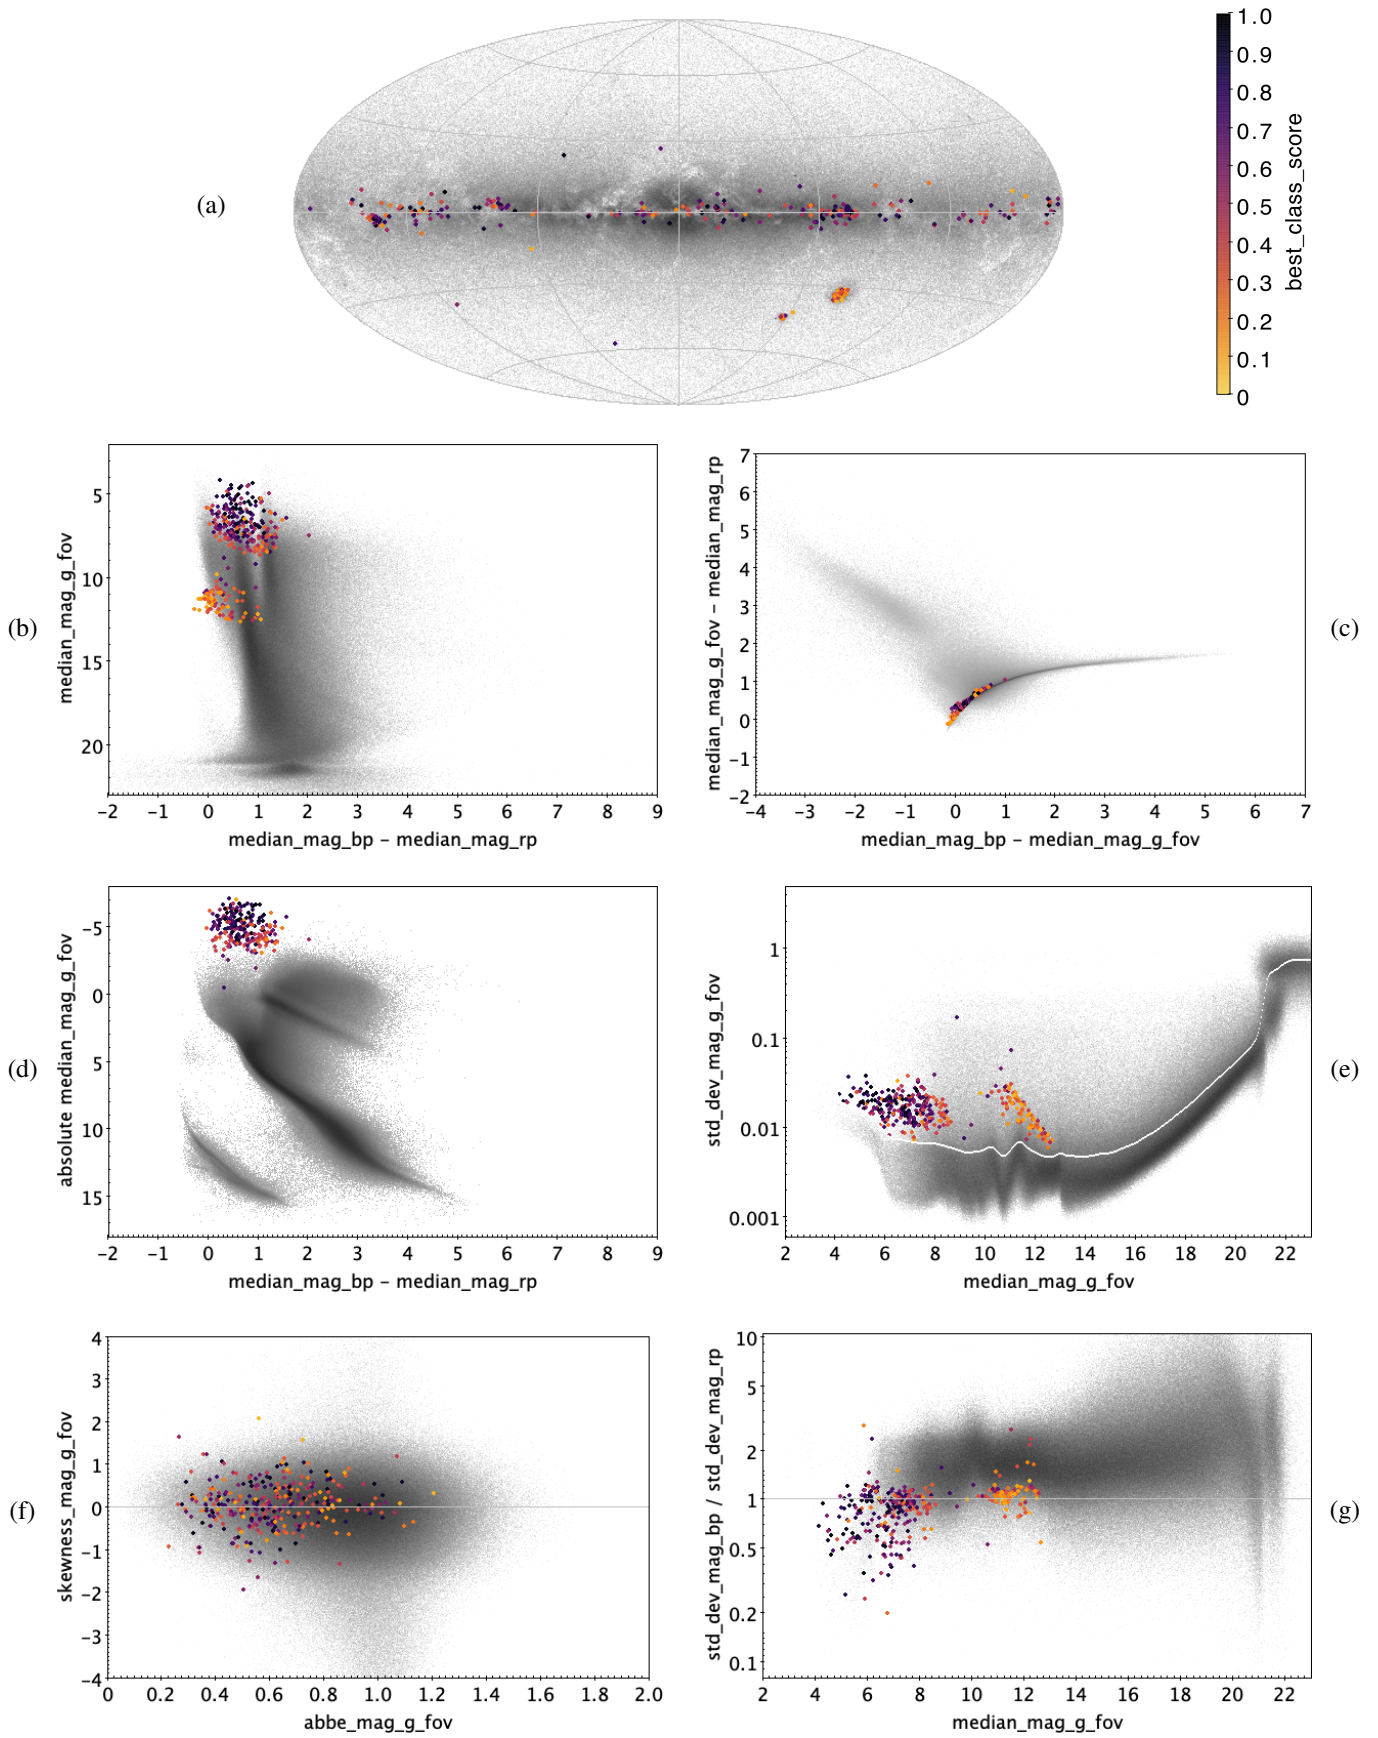 (a)
1.0
0.9
0.8
0.7
0.6
0.5
0.4
0.3
0.2
0.1
0
best_class_score
(b)
5
10
15
20
median_mag_g_fov
−2 −1 0 1 2 3 4 5 6 7 8 9
median_mag_bp − median_mag_rp
7
6
5
4
3
2
1
0
−1
−2
median_mag_g_fov − median_mag_rp
−4 −3 −2 −1 0 1 2 3 4 5 6 7
median_mag_bp − median_mag_g_fov
(c)
(d)
−5
0
5
10
15
absolute median_mag_g_fov
−2 −1 0 1 2 3 4 5 6 7 8 9
median_mag_bp − median_mag_rp
1
0.1
0.01
0.001
std_dev_mag_g_fov
2 4 6 8 10 12 14 16 18 20 22
median_mag_g_fov
(e)
(f)
4
3
2
1
0
−1
−2
−3
−4
skewness_mag_g_fov
0 0.2 0.4 0.6 0.8 1.0 1.2 1.4 1.6 1.8 2.0
abbe_mag_g_fov
10
5
2
1
0.5
0.2
0.1
std_dev_mag_bp / std_dev_mag_rp
2 4 6 8 10 12 14 16 18 20 22
median_mag_g_fov
(g)